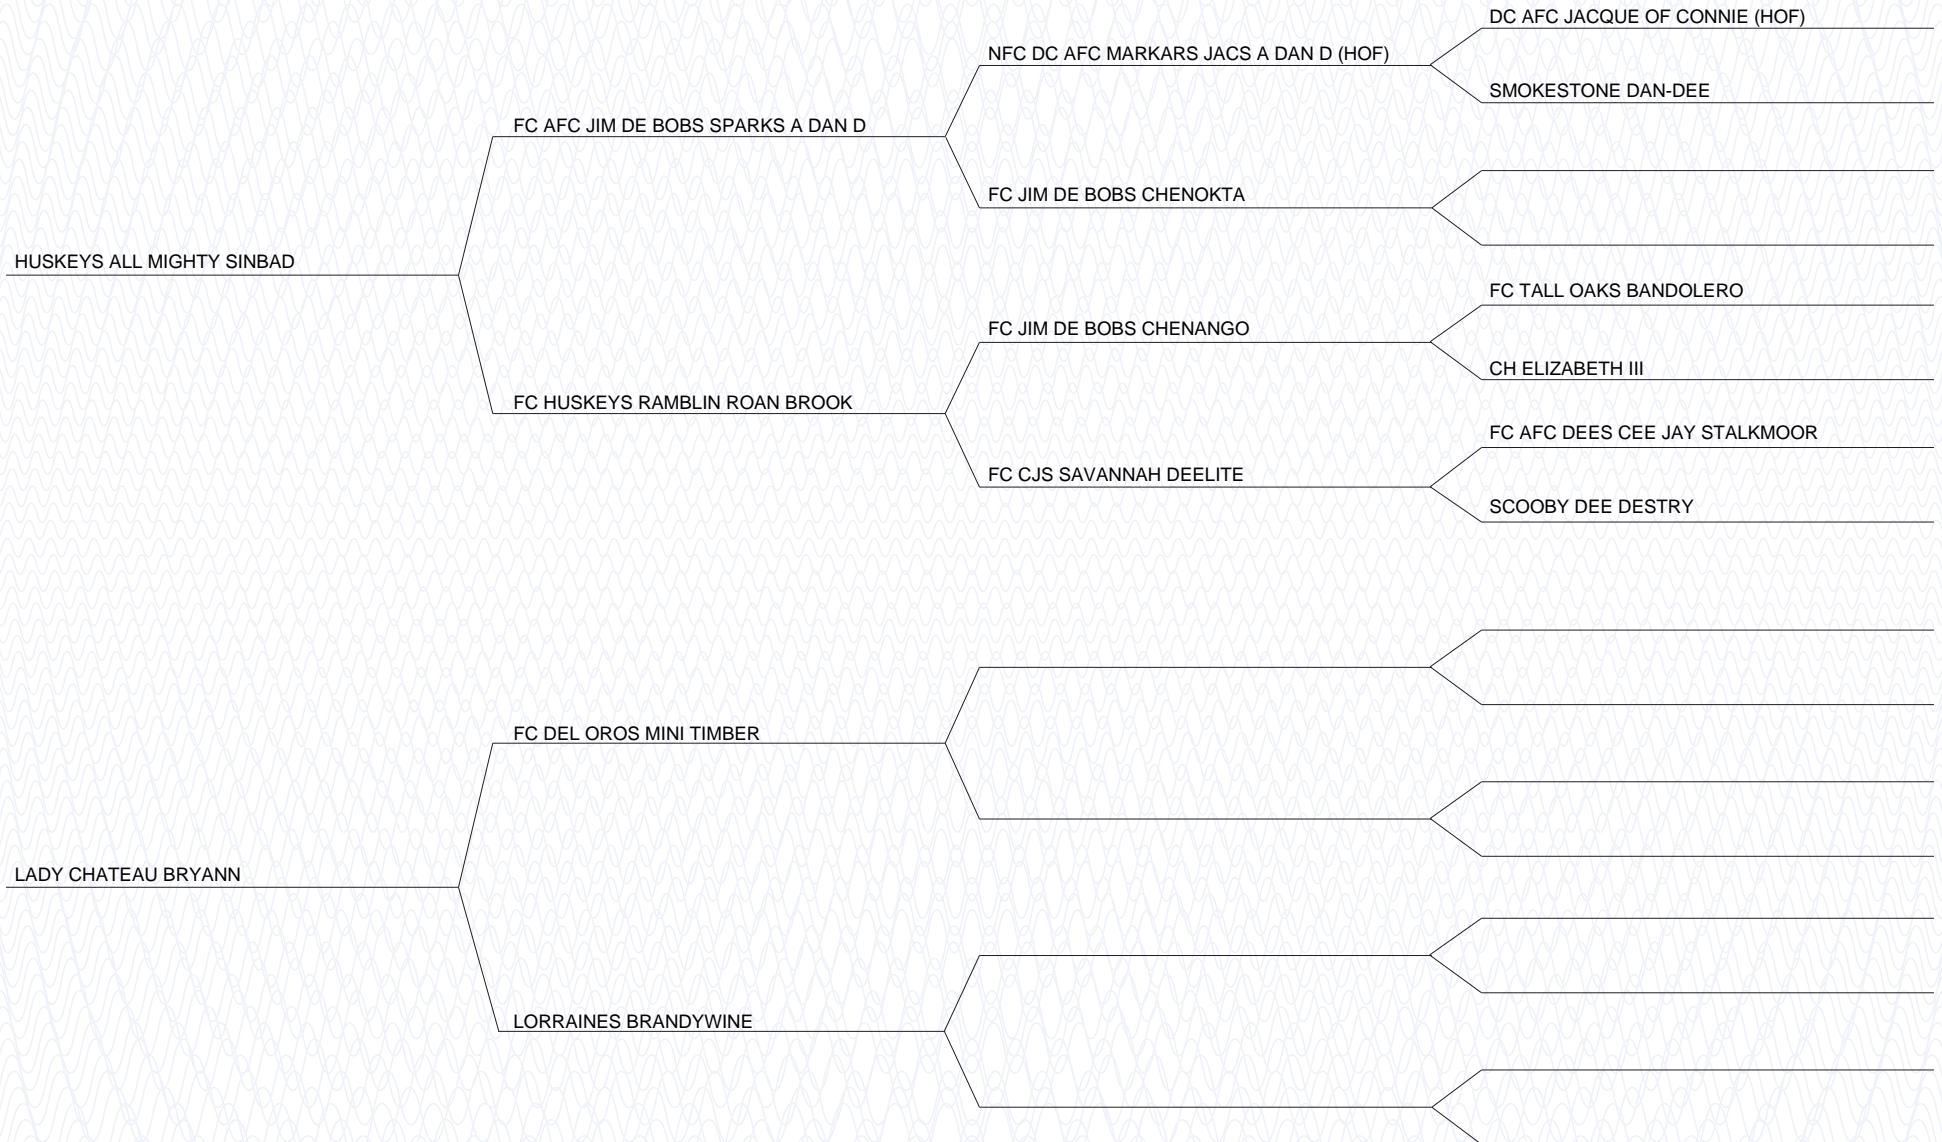 DC AFC JACQUE OF CONNIE (HOF)
NFC DC AFC MARKARS JACS A DAN D (HOF)
SMOKESTONE DAN-DEE
FC AFC JIM DE BOBS SPARKS A DAN D
FC JIM DE BOBS CHENOKTA
HUSKEYS ALL MIGHTY SINBAD
FC TALL OAKS BANDOLERO
FC JIM DE BOBS CHENANGO
CH ELIZABETH III
FC HUSKEYS RAMBLIN ROAN BROOK
FC AFC DEES CEE JAY STALKMOOR
FC CJS SAVANNAH DEELITE
SCOOBY DEE DESTRY
FC DEL OROS MINI TIMBER
LADY CHATEAU BRYANN
LORRAINES BRANDYWINE